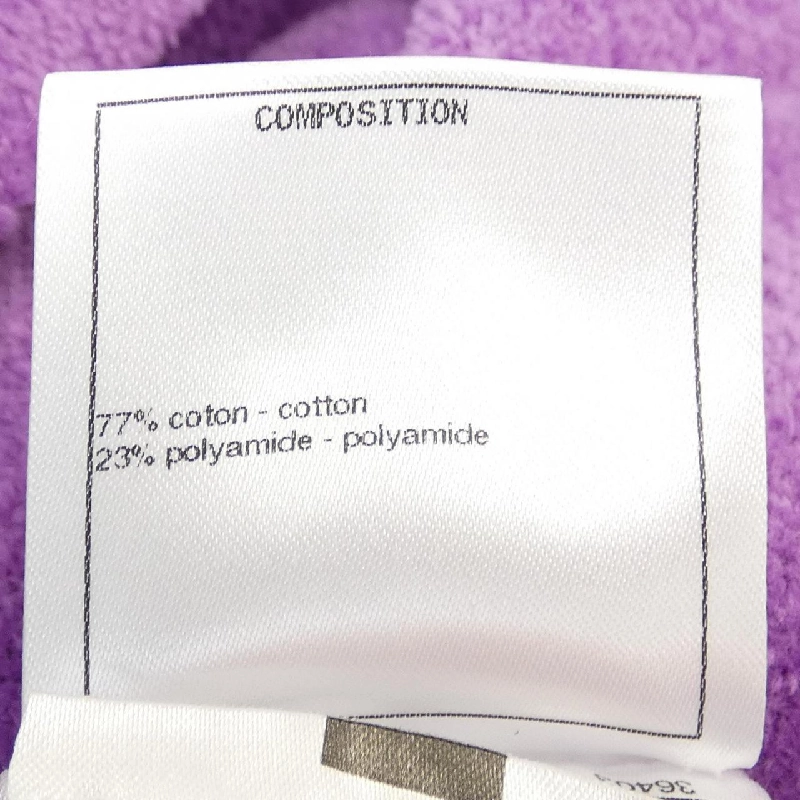 COMPOSITION
77% coton - cotton
23% polyamide - polyamide